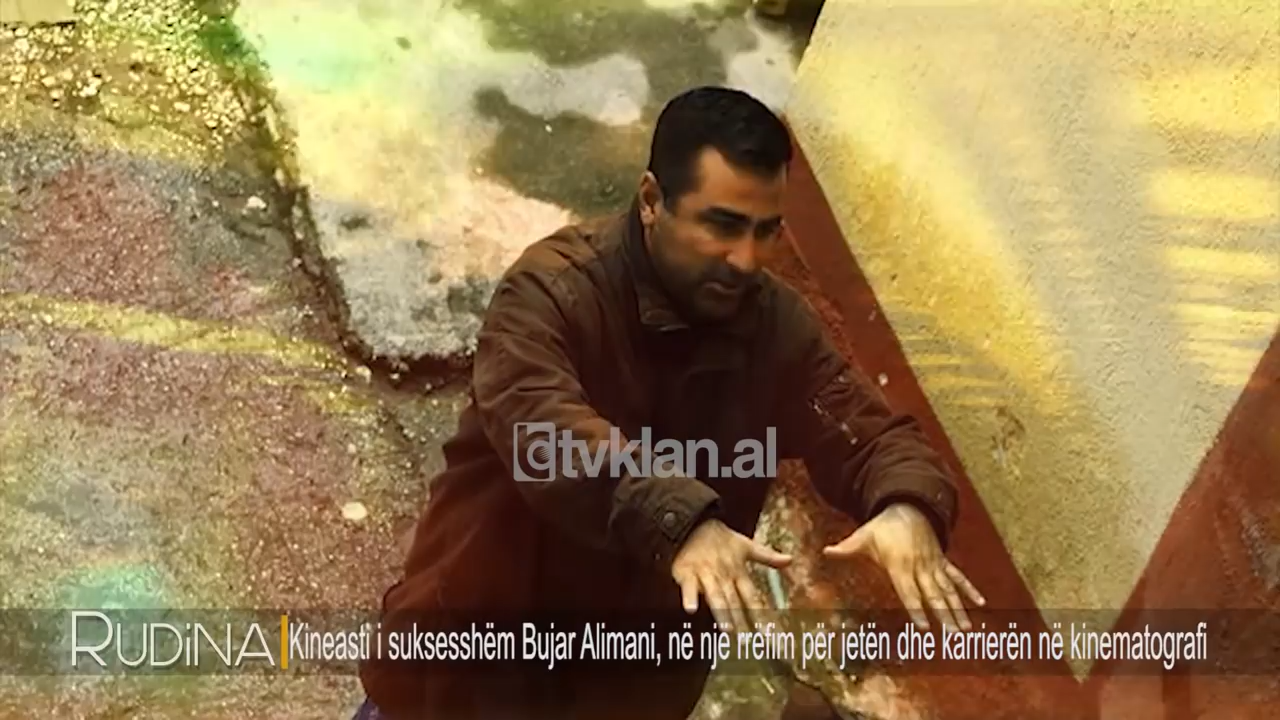 tvklan.al
RUDiNA
Kineasti i suksesshëm Bujar Alimani, në një rrëfim për jetën dhe karrierën në kinematografi